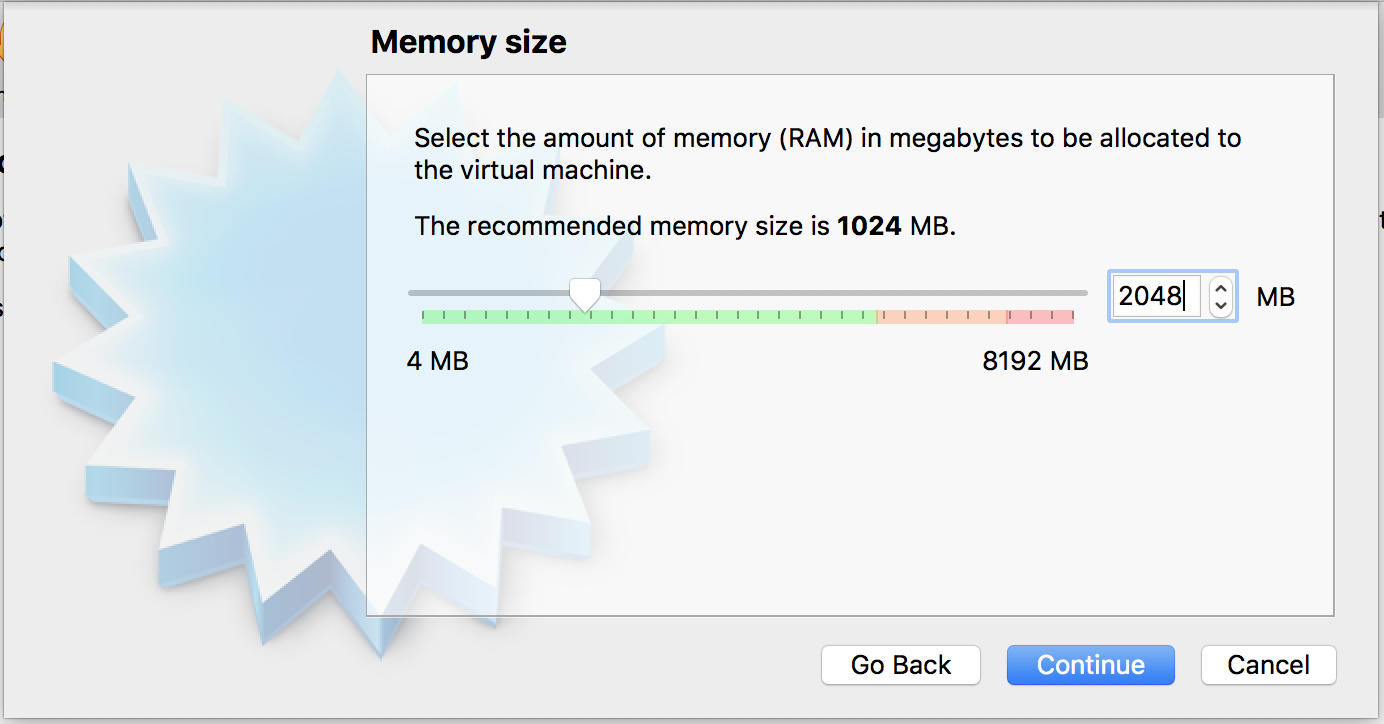 Memory size
Select the amount of memory (RAM) in megabytes to be allocated to
the virtual machine.
The recommended memory size is 1024 MB.
2048 MB
4 MB 8192 MB
Go Back Continue Cancel